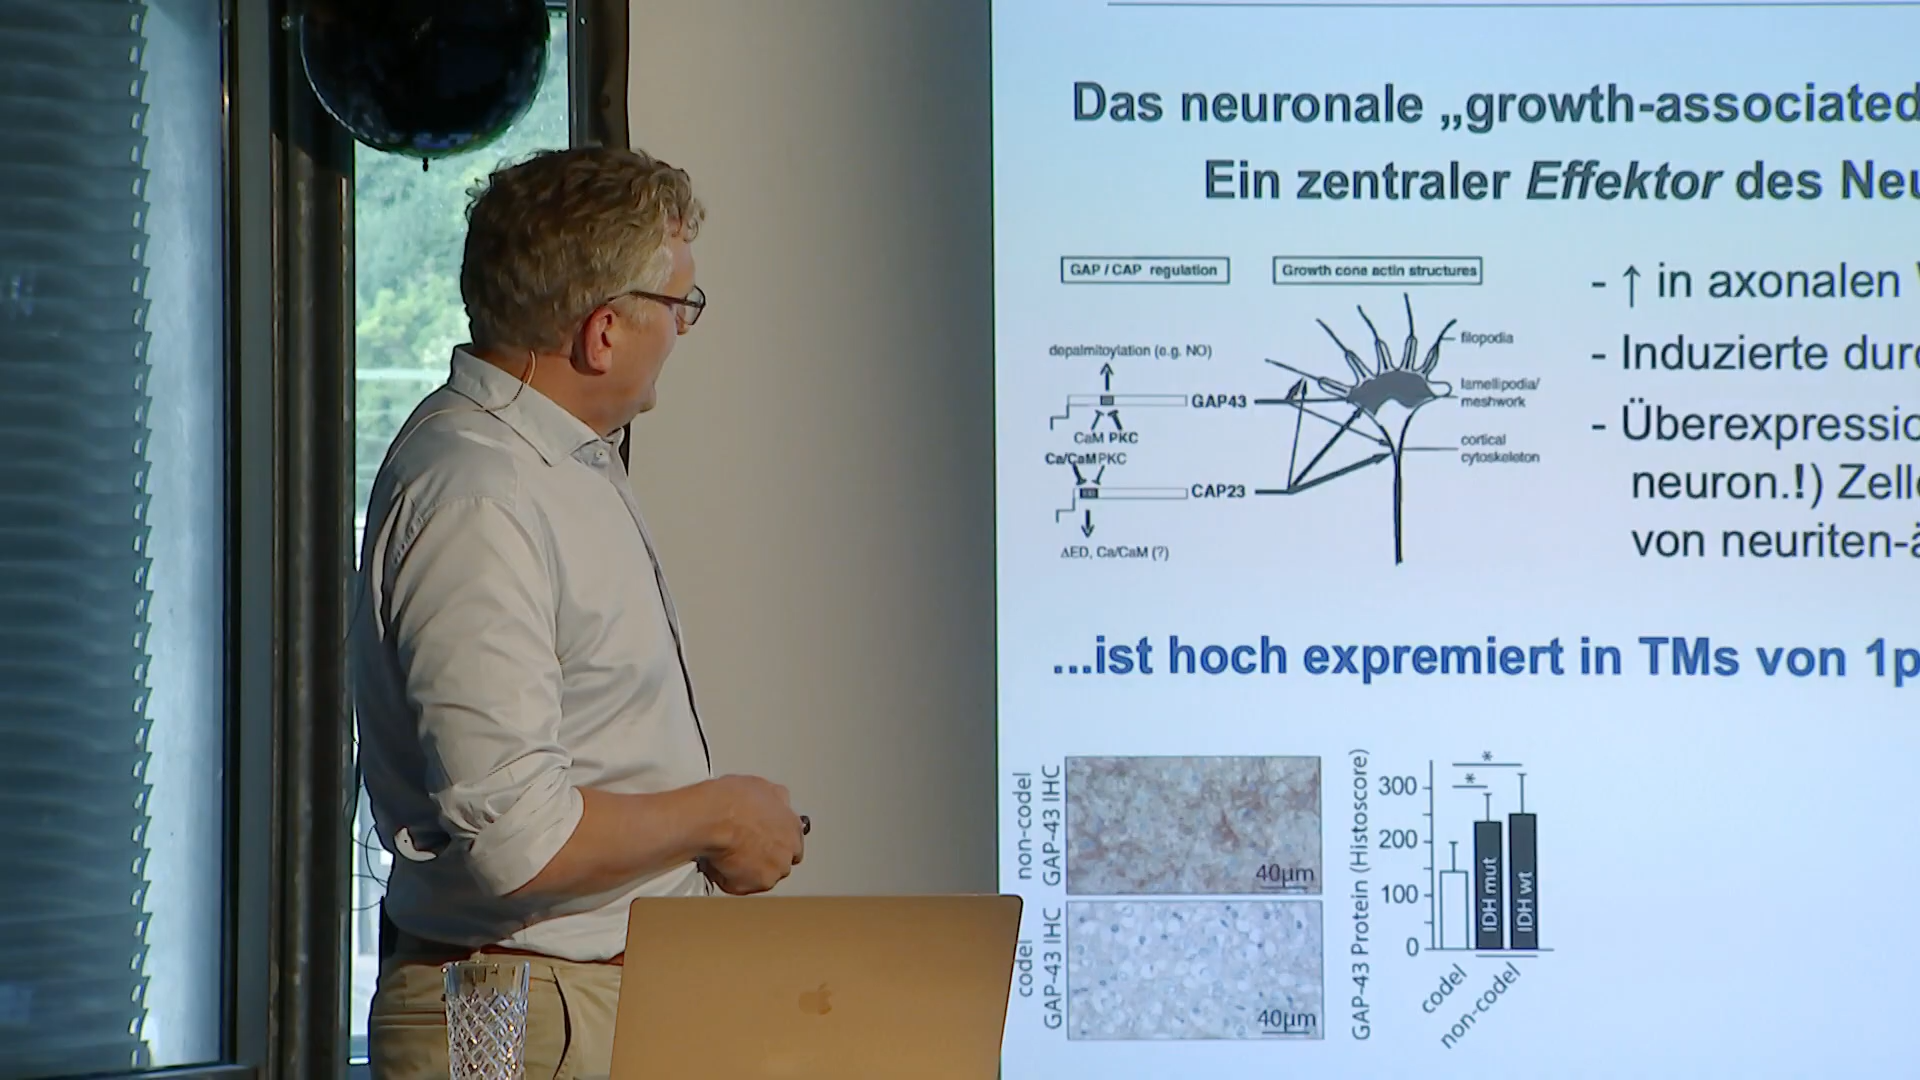 Das neuronale „growth-associated
Ein zentraler Effektor des Neu
GAP / CAP regulation
Growth cone actin structures
- ↑ in axonalen
- Induzierte dur
- Überexpressio
neuron.!) Zell
von neuriten-ä
depalmitoylation (e.g. NO)
GAP43
CaM PKC
Ca/CaM PKC
CAP23
ΔED, Ca/CaM (?)
filopodia
lamellipodia/
meshwork
cortical
cytoskeleton
...ist hoch expremiert in TMs von 1p
non-codel
GAP-43 IHC
40µm
codel
GAP-43 IHC
40µm
GAP-43 Protein (Histoscore)
300
200
100
0
*
*
IDH mut
IDH wt
codel
non-codel